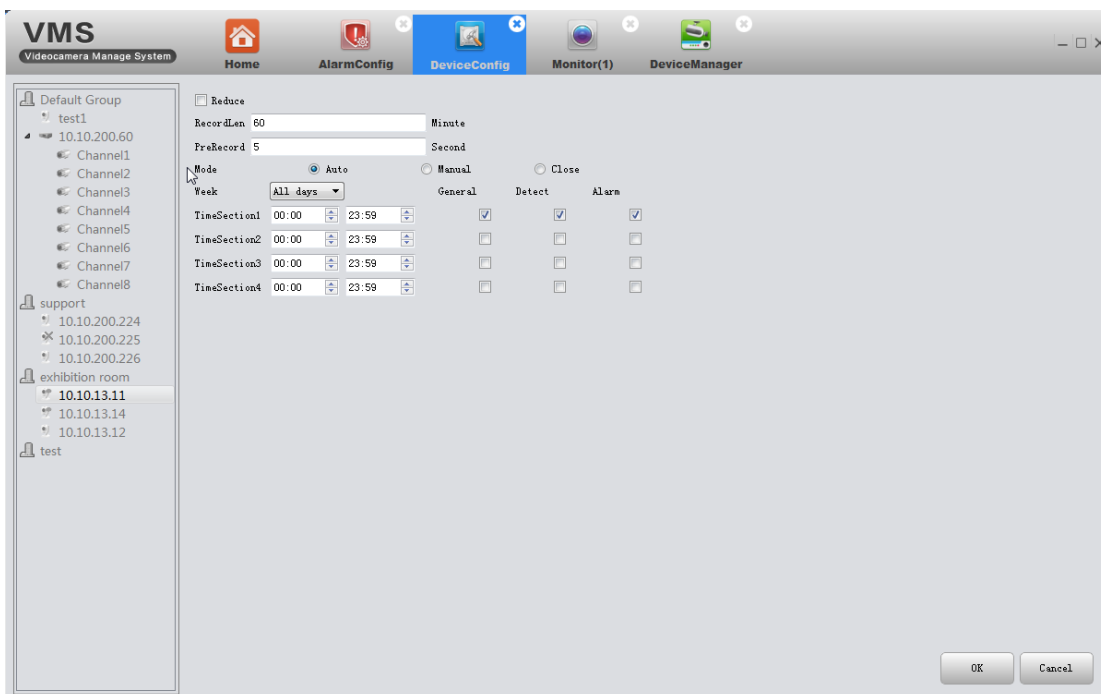 VMS
Videocamera Manage System
Home
AlarmConfig
DeviceConfig
Monitor(1)
DeviceManager
Default Group
test1
10.10.200.60
Channel1
Channel2
Channel3
Channel4
Channel5
Channel6
Channel7
Channel8
support
10.10.200.224
10.10.200.225
10.10.200.226
exhibition room
10.10.13.11
10.10.13.14
10.10.13.12
test
Reduce
RecordLen 60 Minute
PreRecord 5 Second
Mode Auto Manual Close
Week All days General Detect Alarm
TimeSection1 00:00 23:59
TimeSection2 00:00 23:59
TimeSection3 00:00 23:59
TimeSection4 00:00 23:59
OK Cancel